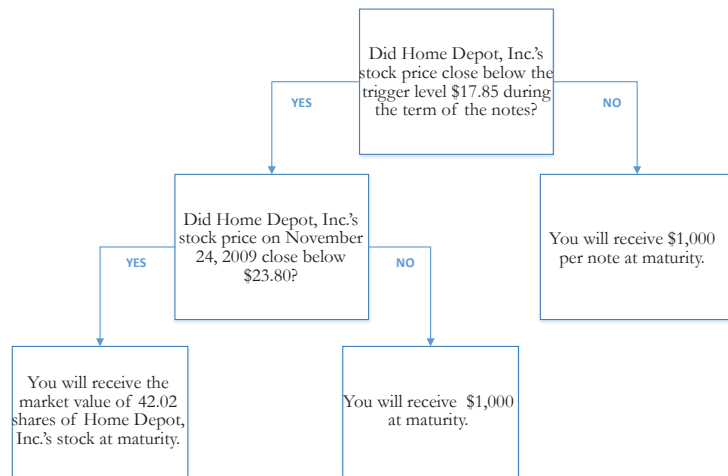 Did Home Depot, Inc.'s
stock price close below the
trigger level $17.85 during
the term of the notes?
YES
NO
Did Home Depot, Inc.'s
stock price on November
24, 2009 close below
$23.80?
You will receive $1,000
per note at maturity.
YES
NO
You will receive the
market value of 42.02
shares of Home Depot,
Inc.'s stock at maturity.
You will receive $1,000
at maturity.